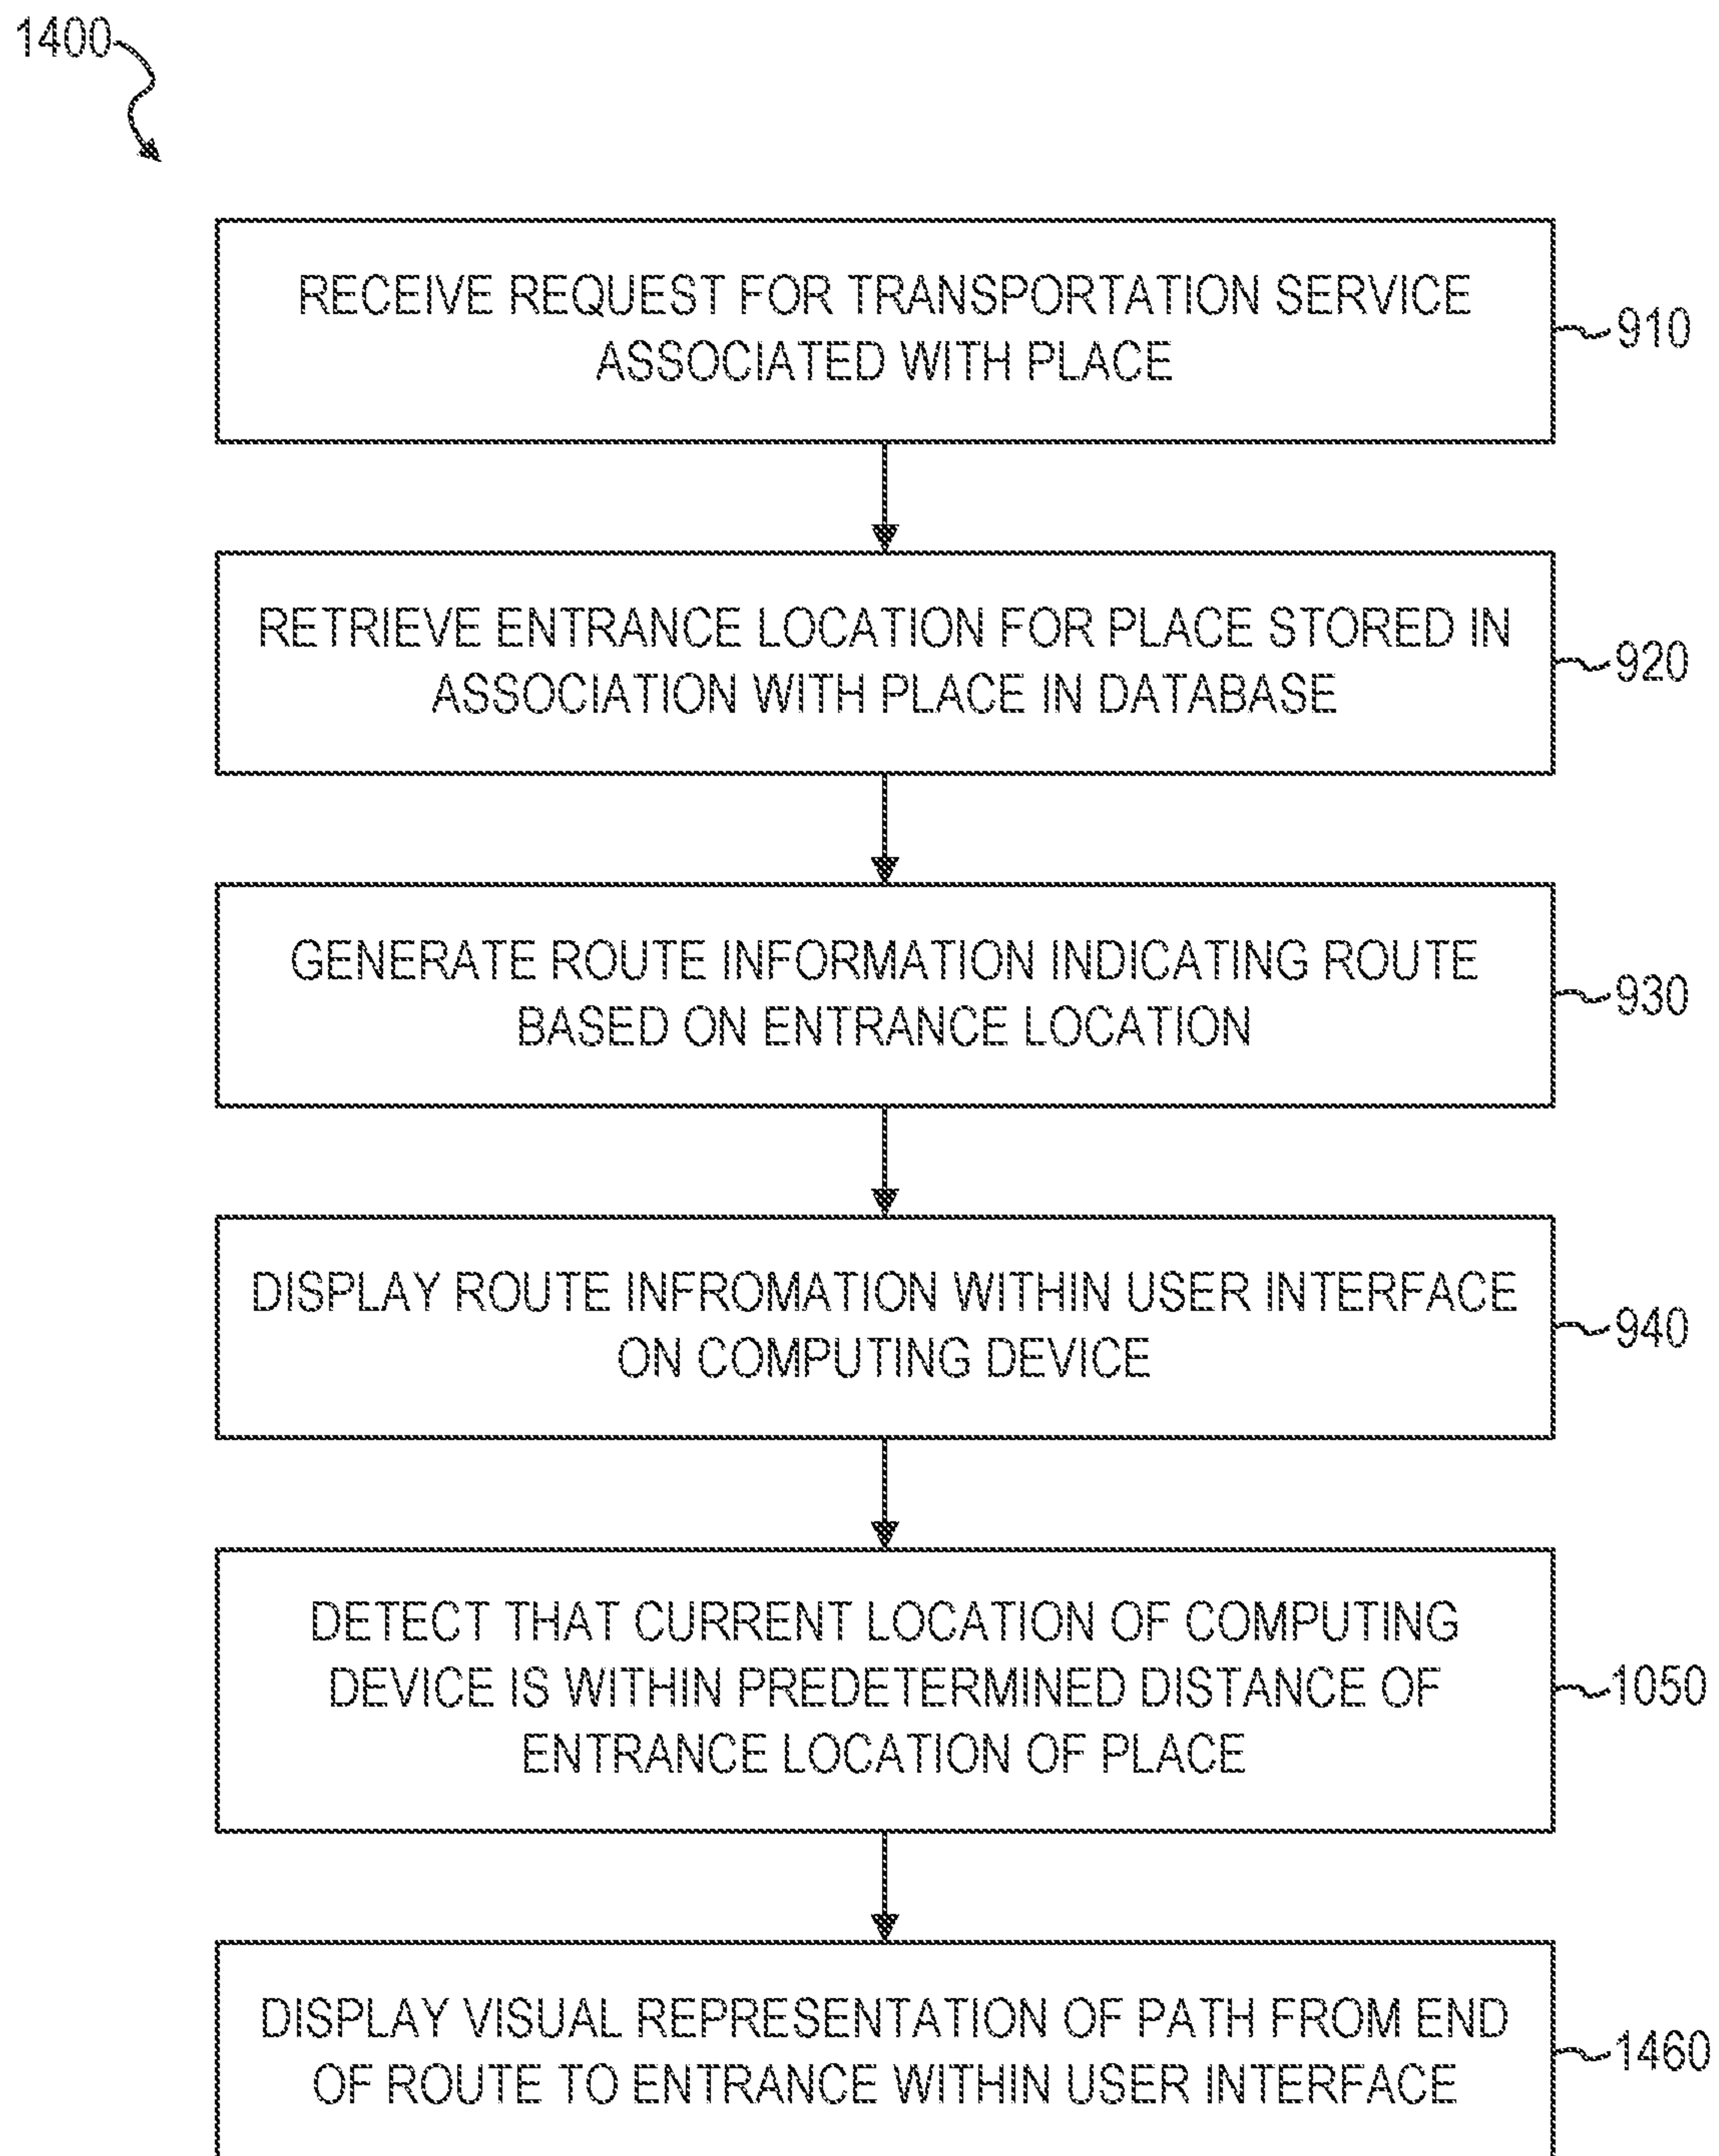 1400
RECEIVE REQUEST FOR TRANSPORTATION SERVICE
ASSOCIATED WITH PLACE
910
RETRIEVE ENTRANCE LOCATION FOR PLACE STORED IN
ASSOCIATION WITH PLACE IN DATABASE
920
GENERATE ROUTE INFORMATION INDICATING ROUTE
BASED ON ENTRANCE LOCATION
930
DISPLAY ROUTE INFROMATION WITHIN USER INTERFACE
ON COMPUTING DEVICE
940
DETECT THAT CURRENT LOCATION OF COMPUTING
DEVICE IS WITHIN PREDETERMINED DISTANCE OF
ENTRANCE LOCATION OF PLACE
1050
DISPLAY VISUAL REPRESENTATION OF PATH FROM END
OF ROUTE TO ENTRANCE WITHIN USER INTERFACE
1460